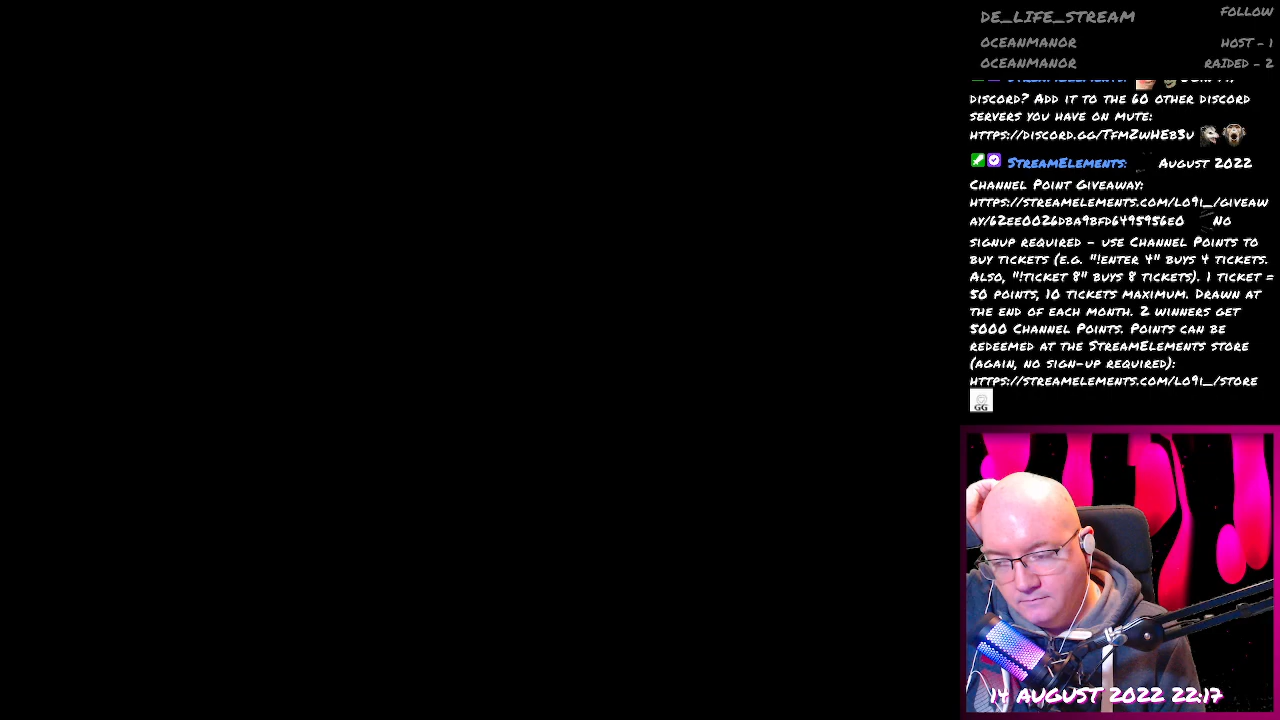 DE_LIFE_STREAM FOLLOW
OCEANMANOR HOST - 1
OCEANMANOR RAIDED - 2
DISCORD? ADD IT TO THE 60 OTHER DISCORD
SERVERS YOU HAVE ON MUTE:
StreamElements: AUGUST 2022
CHANNEL POINT GIVEAWAY:
HTTPS://STREAMELEMENTS.COM/LO9I_/GIVEAW
AY/62EE0026DBA9BFD6495956E0 NO
SIGNUP REQUIRED - USE CHANNEL POINTS TO
BUY TICKETS (E.G. "!ENTER 4" BUYS 4 TICKETS.
ALSO, "!TICKET 8" BUYS 8 TICKETS). 1 TICKET =
50 POINTS, 10 TICKETS MAXIMUM. DRAWN AT
THE END OF EACH MONTH. 2 WINNERS GET
5000 CHANNEL POINTS. POINTS CAN BE
REDEEMED AT THE STREAMELEMENTS STORE
(AGAIN, NO SIGN-UP REQUIRED):
HTTPS://STREAMELEMENTS.COM/LO9I_/STORE
GG
14 AUGUST 2022 22:17